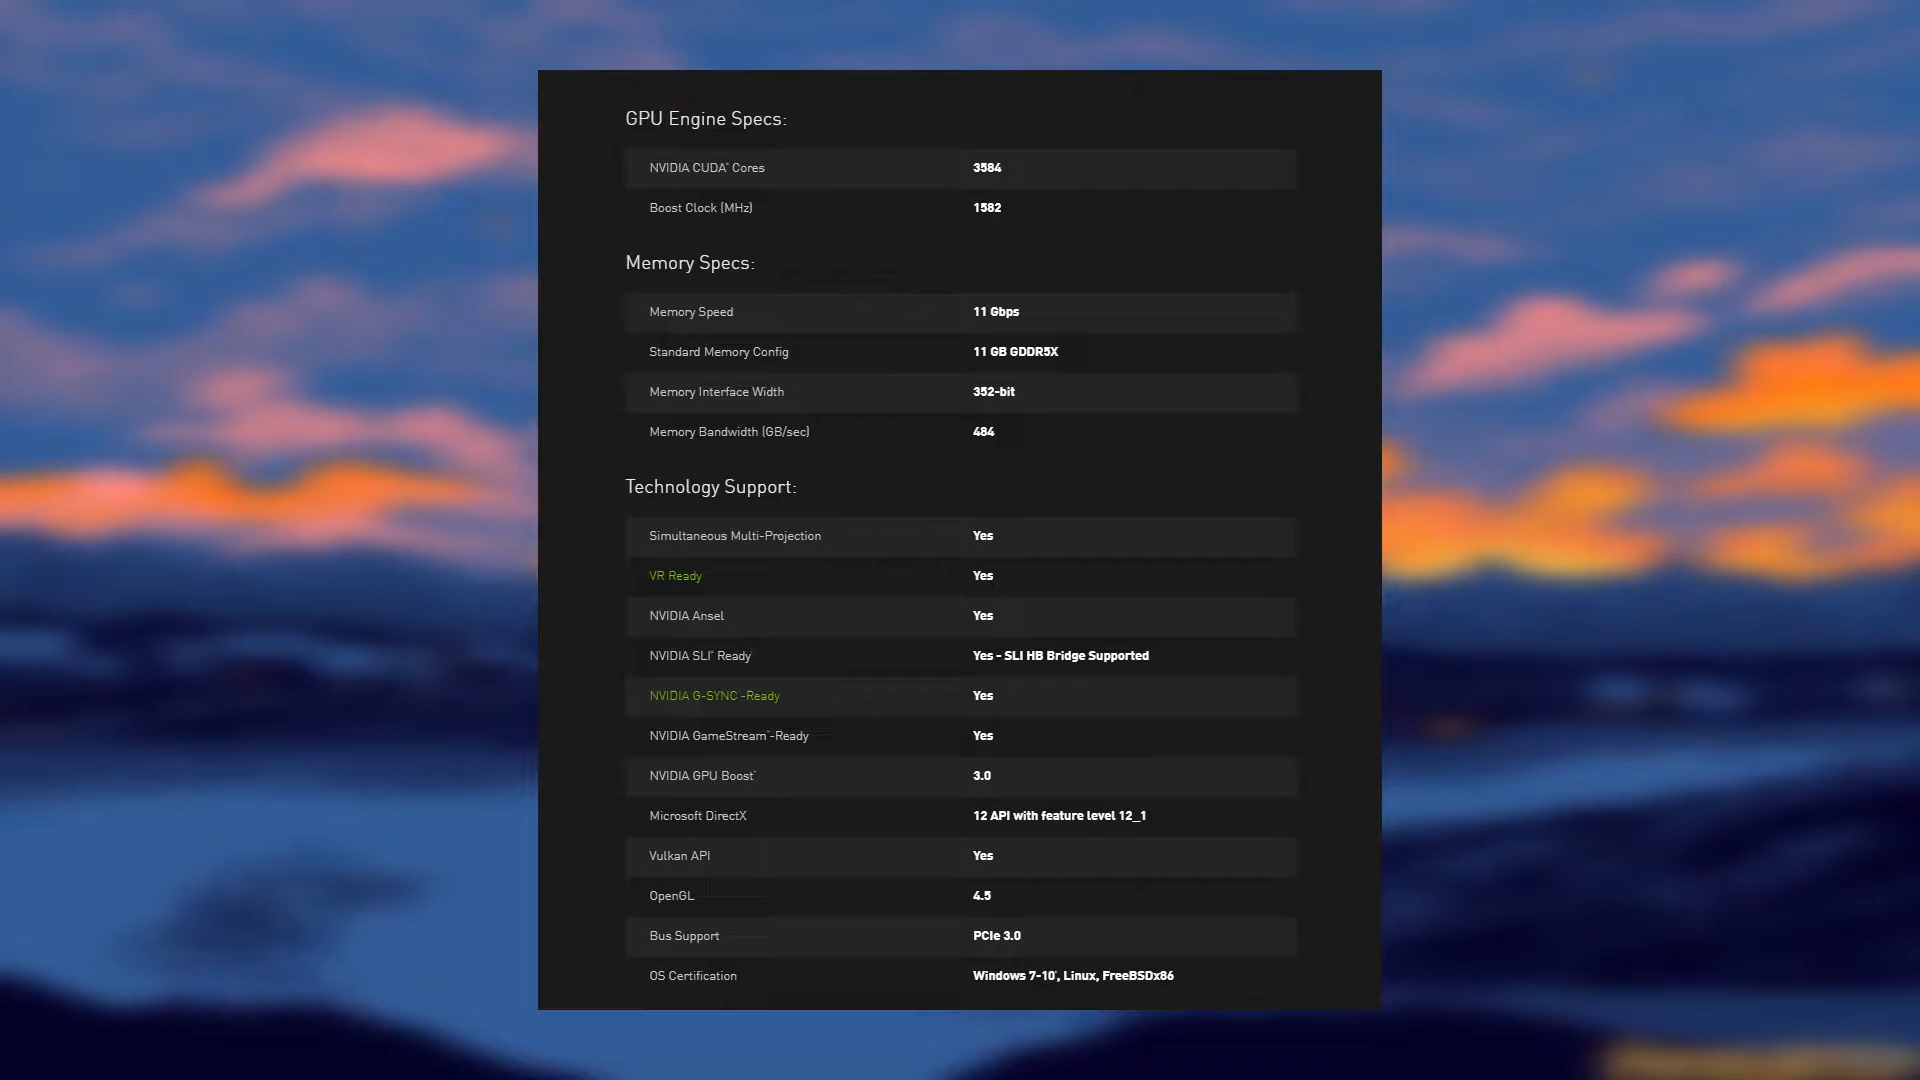 GPU Engine Specs:
NVIDIA CUDA® Cores 3584
Boost Clock (MHz) 1582
Memory Specs:
Memory Speed 11 Gbps
Standard Memory Config 11 GB GDDR5X
Memory Interface Width 352-bit
Memory Bandwidth (GB/sec) 484
Technology Support:
Simultaneous Multi-Projection Yes
VR Ready Yes
NVIDIA Ansel Yes
NVIDIA SLI® Ready Yes - SLI HB Bridge Supported
NVIDIA G-SYNC™-Ready Yes
NVIDIA GameStream™-Ready Yes
NVIDIA GPU Boost™ 3.0
Microsoft DirectX 12 API with feature level 12_1
Vulkan API Yes
OpenGL 4.5
Bus Support PCIe 3.0
OS Certification Windows 7-10*, Linux, FreeBSDx86